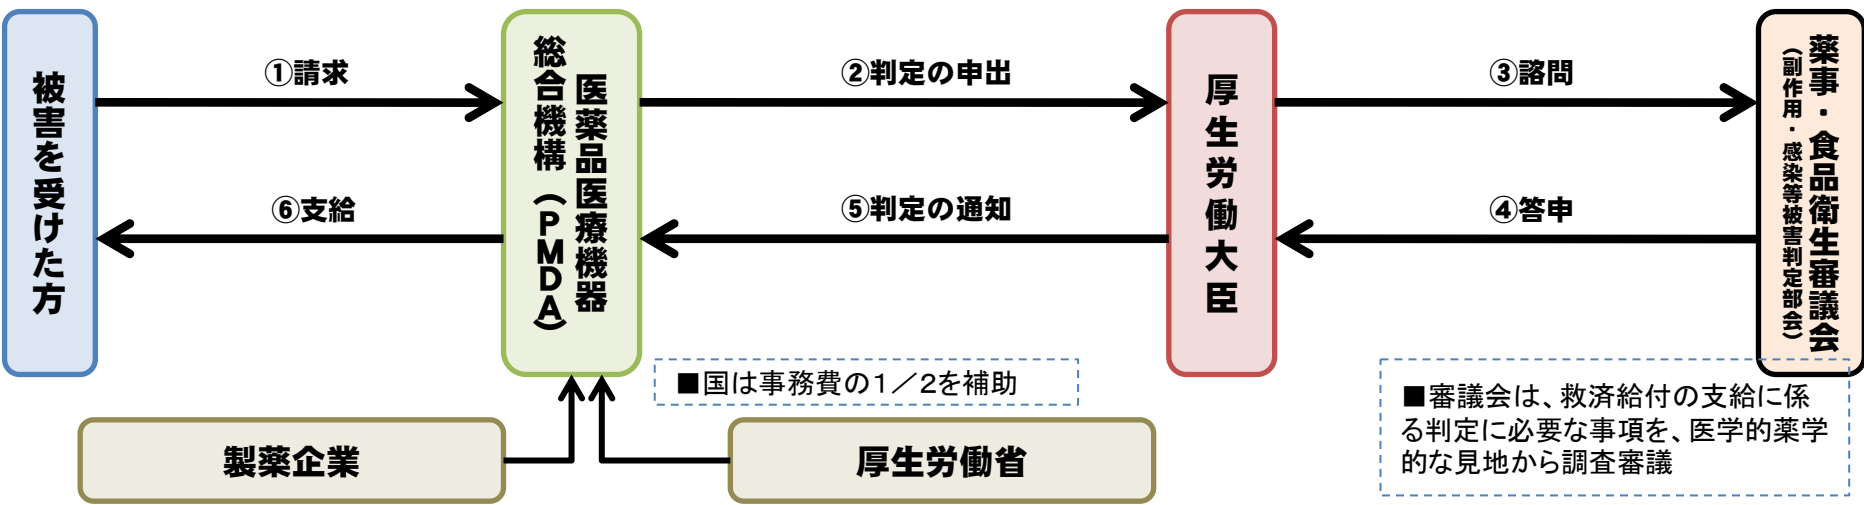 被害を受けた方
①請求
⑥支給
医薬品医療機器
総合機構(PMDA)
②判定の申出
⑤判定の通知
厚生労働大臣
③諮問
④答申
薬事・食品衛生審議会
(副作用・感染等被害判定部会)
■国は事務費の1/2を補助
■審議会は、救済給付の支給に係
る判定に必要な事項を、医学的薬学
的な見地から調査審議
製薬企業
厚生労働省